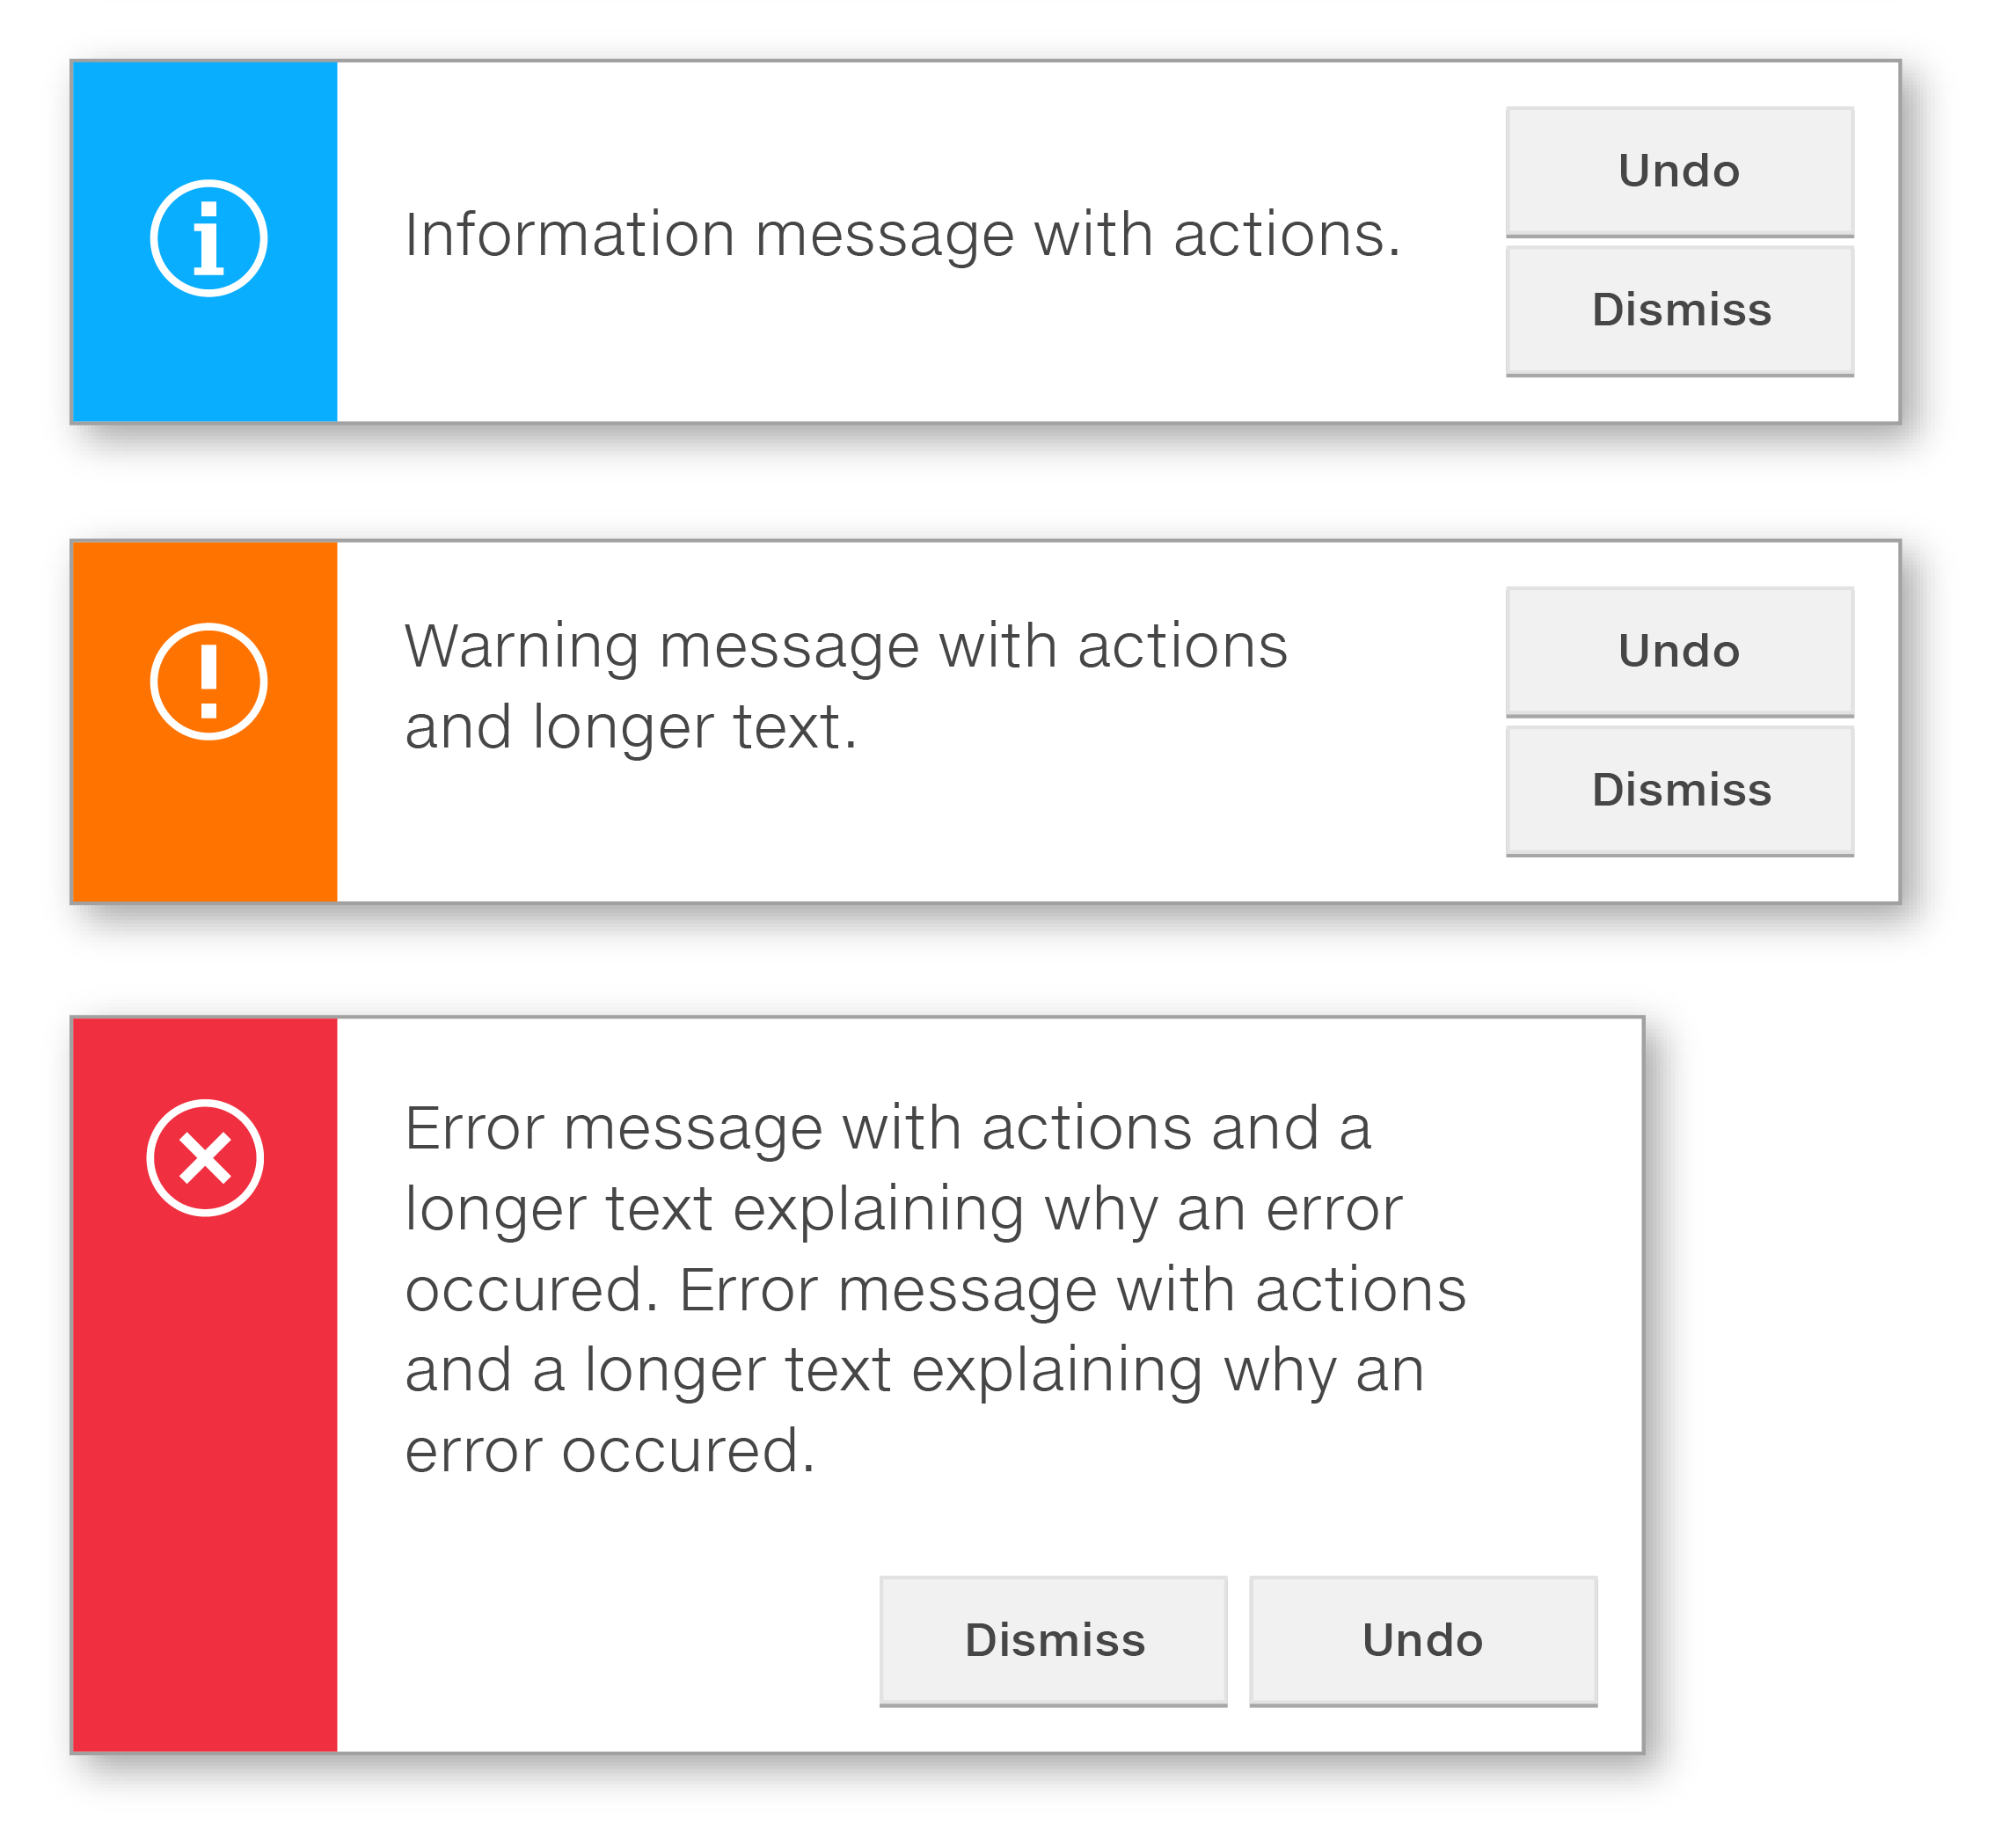 Information message with actions.
Undo
Dismiss
Warning message with actions
and longer text.
Undo
Dismiss
Error message with actions and a
longer text explaining why an error
occured. Error message with actions
and a longer text explaining why an
error occured.
Dismiss
Undo